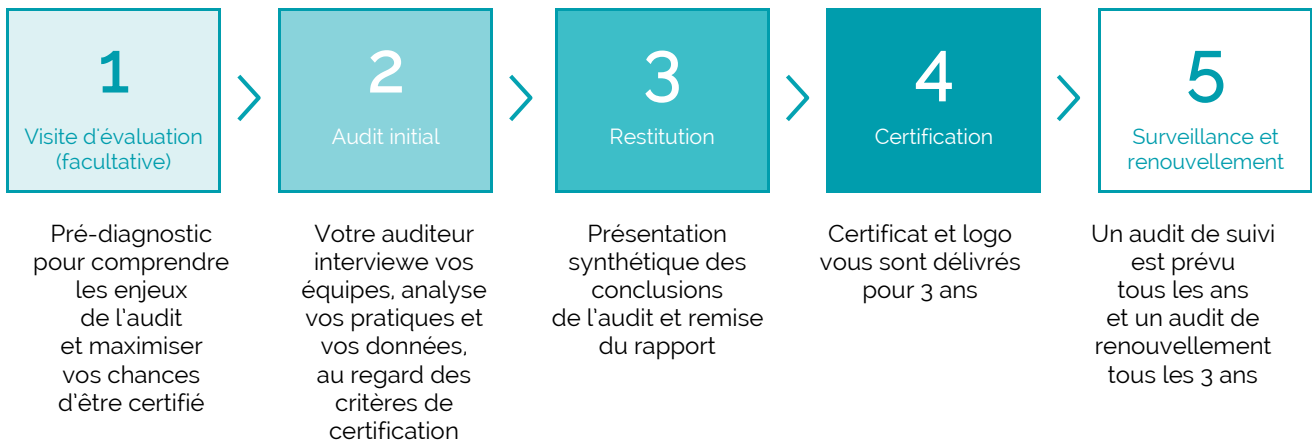 1
Visite d'évaluation
(facultative)
Pré-diagnostic
pour comprendre
les enjeux
de l'audit
et maximiser
vos chances
d'être certifié
2
Audit initial
Votre auditeur
interviewe vos
équipes, analyse
vos pratiques et
vos données,
au regard des
critères de
certification
3
Restitution
Présentation
synthétique des
conclusions
de l'audit et remise
du rapport
4
Certification
Certificat et logo
vous sont délivrés
pour 3 ans
5
Surveillance et
renouvellement
Un audit de suivi
est prévu
tous les ans
et un audit de
renouvellement
tous les 3 ans